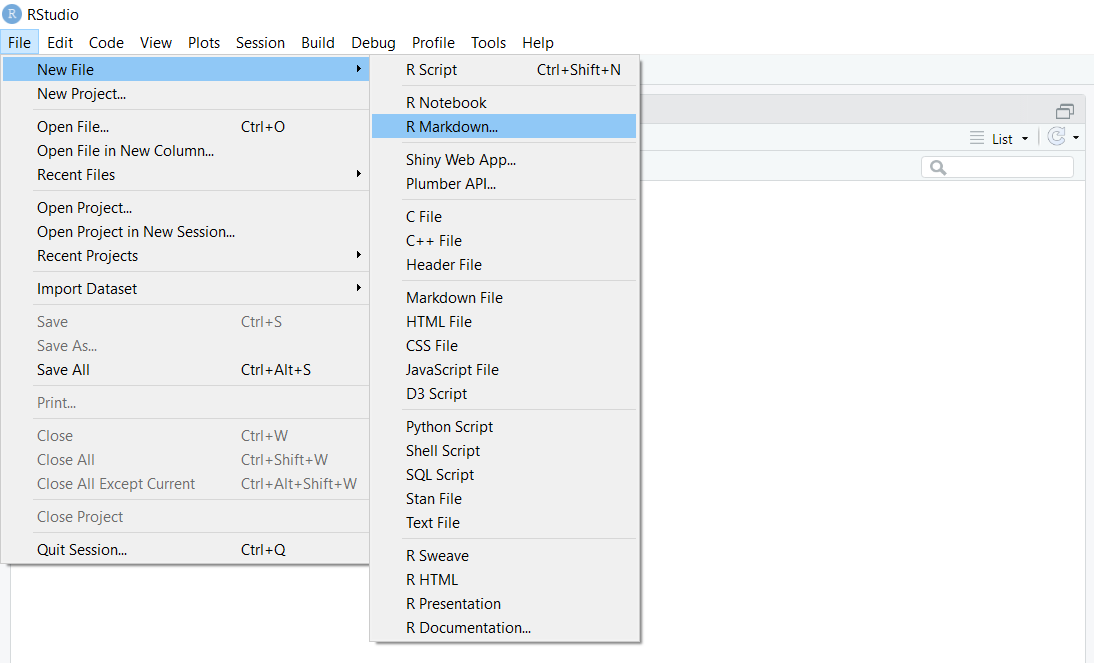 R RStudio
File Edit Code View Plots Session Build Debug Profile Tools Help
New File
New Project...
Open File... Ctrl+O
Open File in New Column...
Recent Files
Open Project...
Open Project in New Session...
Recent Projects
Import Dataset
Save Ctrl+S
Save As...
Save All Ctrl+Alt+S
Print...
Close Ctrl+W
Close All Ctrl+Shift+W
Close All Except Current Ctrl+Alt+Shift+W
Close Project
Quit Session... Ctrl+Q
R Script Ctrl+Shift+N
R Notebook
R Markdown...
Shiny Web App...
Plumber API...
C File
C++ File
Header File
Markdown File
HTML File
CSS File
JavaScript File
D3 Script
Python Script
Shell Script
SQL Script
Stan File
Text File
R Sweave
R HTML
R Presentation
R Documentation...
List